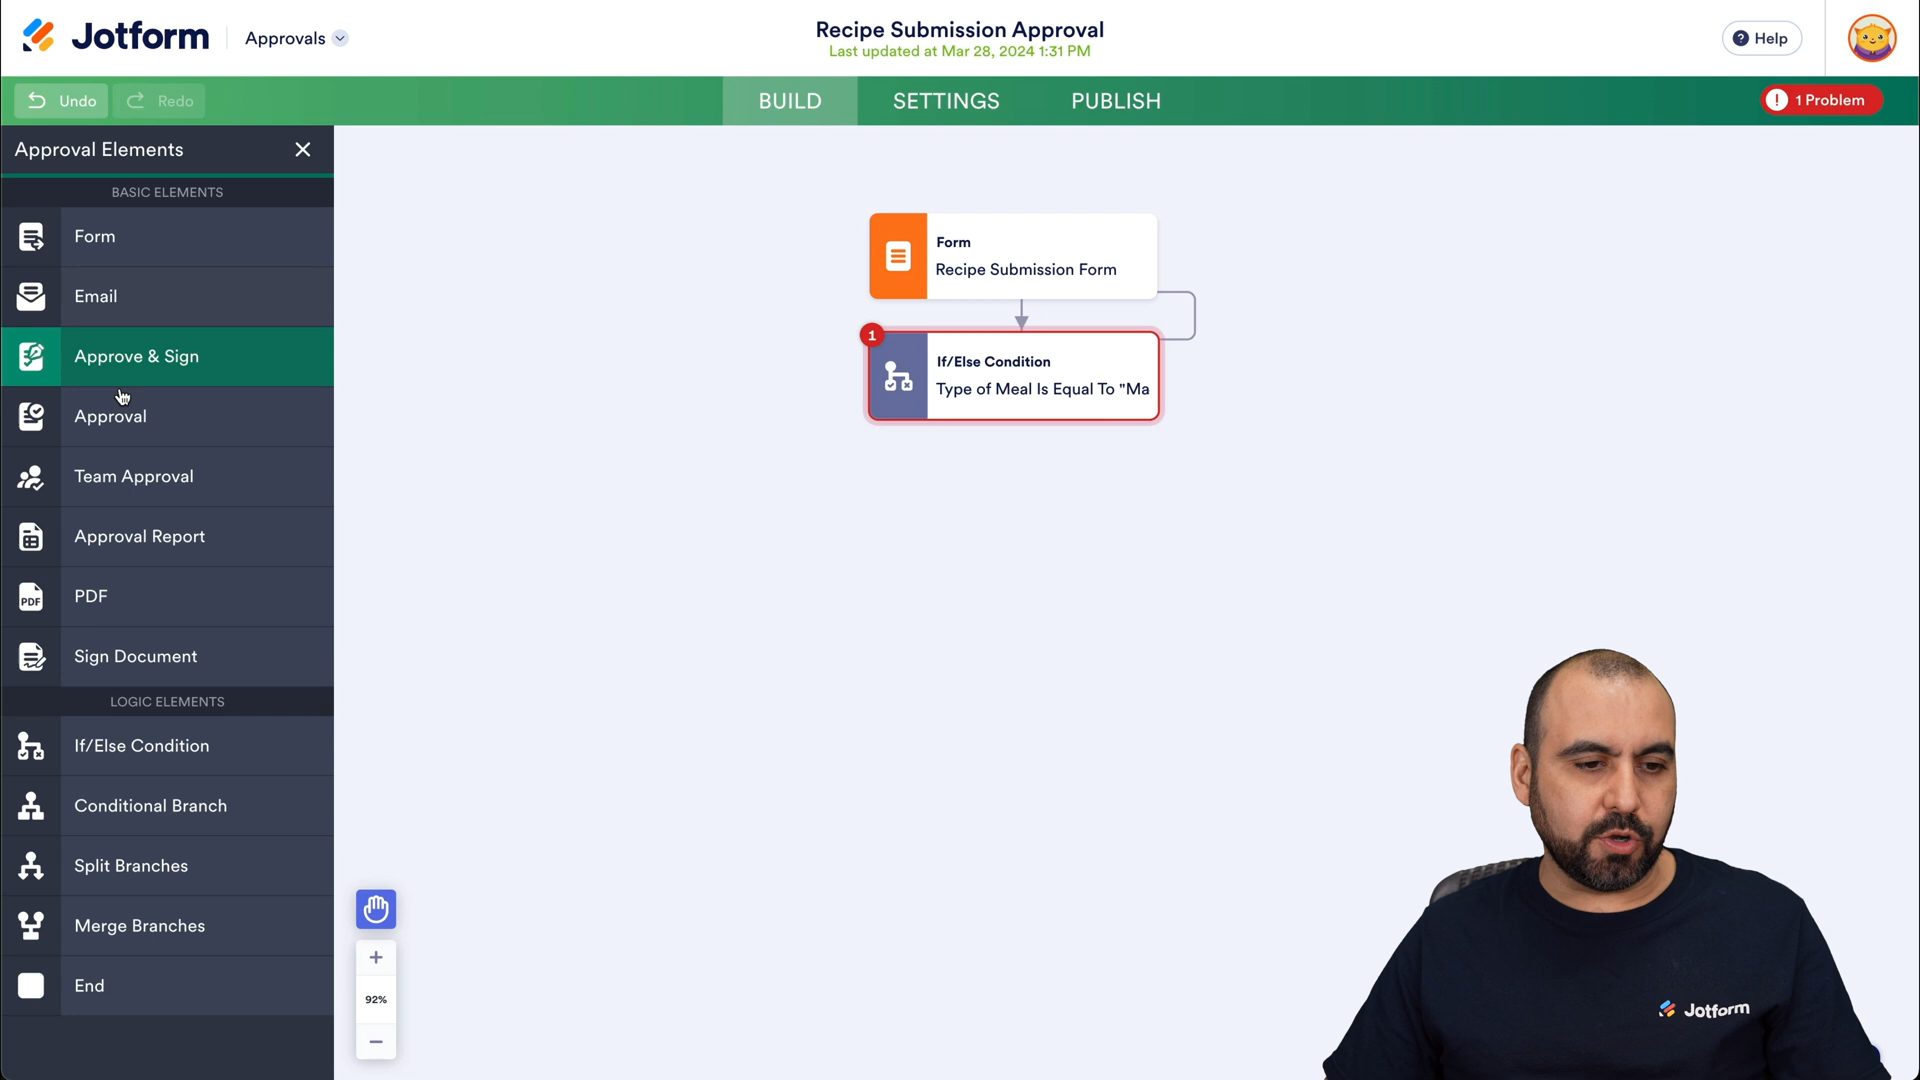 Jotform
Approvals
Recipe Submission Approval
Last updated at Mar 28, 2024 1:31 PM
Help
Undo
Redo
BUILD
SETTINGS
PUBLISH
! 1 Problem
Approval Elements
BASIC ELEMENTS
Form
Email
Approve & Sign
Approval
Team Approval
Approval Report
PDF
PDF
Sign Document
LOGIC ELEMENTS
If/Else Condition
Conditional Branch
Split Branches
Merge Branches
End
Form
Recipe Submission Form
1
If/Else Condition
Type of Meal Is Equal To "Ma
+
92%
−
Jotform